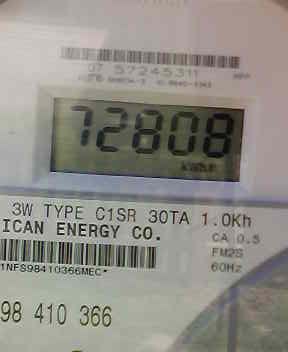 07 57245311
72808
3W TYPE C1SR 30TA 1.0Kh
ICAN ENERGY CO.
CA 0.5
FM2S
60Hz
1NFS98410366MEC*
98 410 366